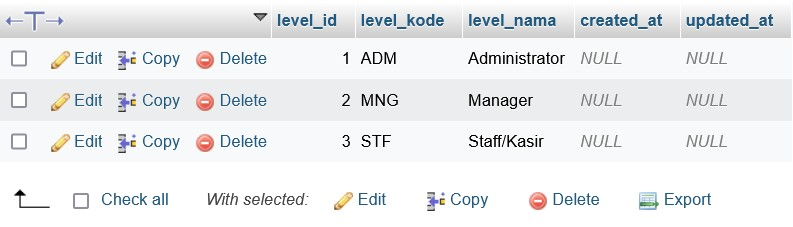 level_id level_kode level_nama created_at updated_at
Edit Copy Delete 1 ADM Administrator NULL NULL
Edit Copy Delete 2 MNG Manager NULL NULL
Edit Copy Delete 3 STF Staff/Kasir NULL NULL
Check all With selected: Edit Copy Delete Export